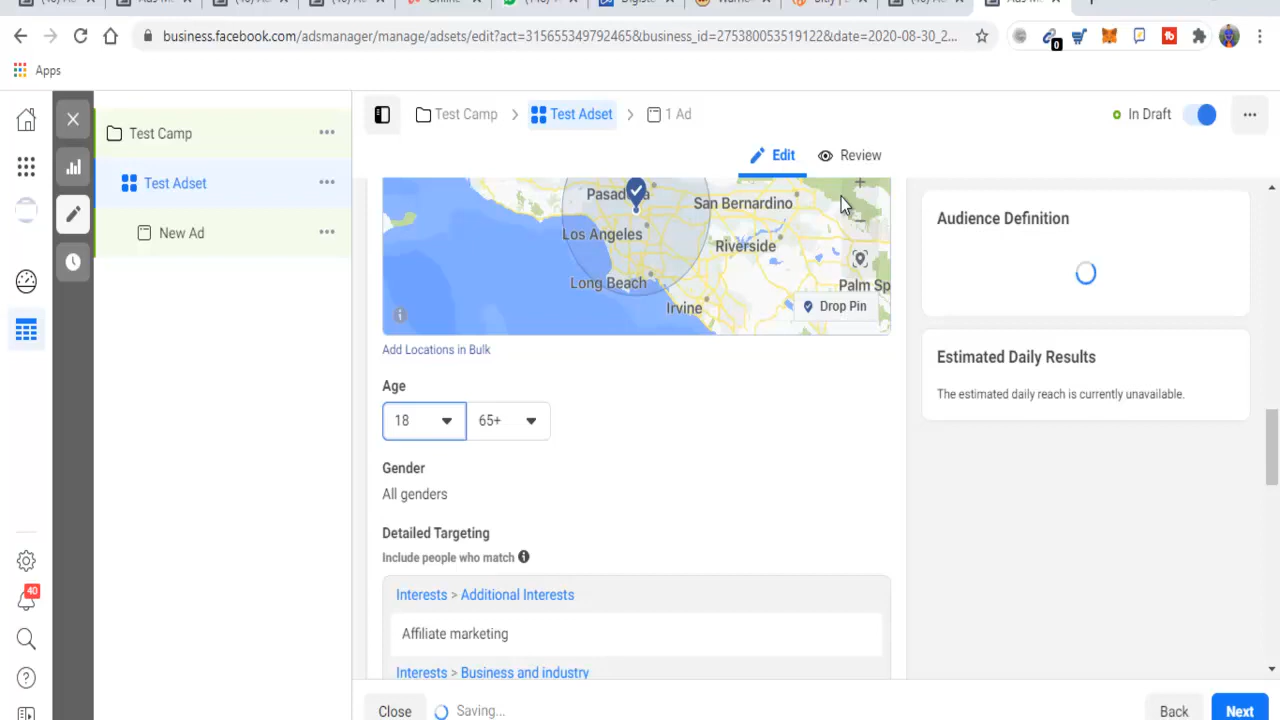 business.facebook.com/adsmanager/manage/adsets/edit?act=315655349792465&business_id=275380053519122&date=2020-08-30_2...
0
Apps
Test Camp
Test Adset
New Ad
40
Test Camp > Test Adset > 1 Ad
In Draft
Edit
Review
Pasadena
San Bernardino
Los Angeles
Riverside
Long Beach
Palm Sp
Irvine
Drop Pin
Add Locations in Bulk
Age
18
65+
Gender
All genders
Detailed Targeting
Include people who match
Interests > Additional Interests
Affiliate marketing
Interests > Business and industry
Audience Definition
Estimated Daily Results
The estimated daily reach is currently unavailable.
Close
Saving...
Back
Next